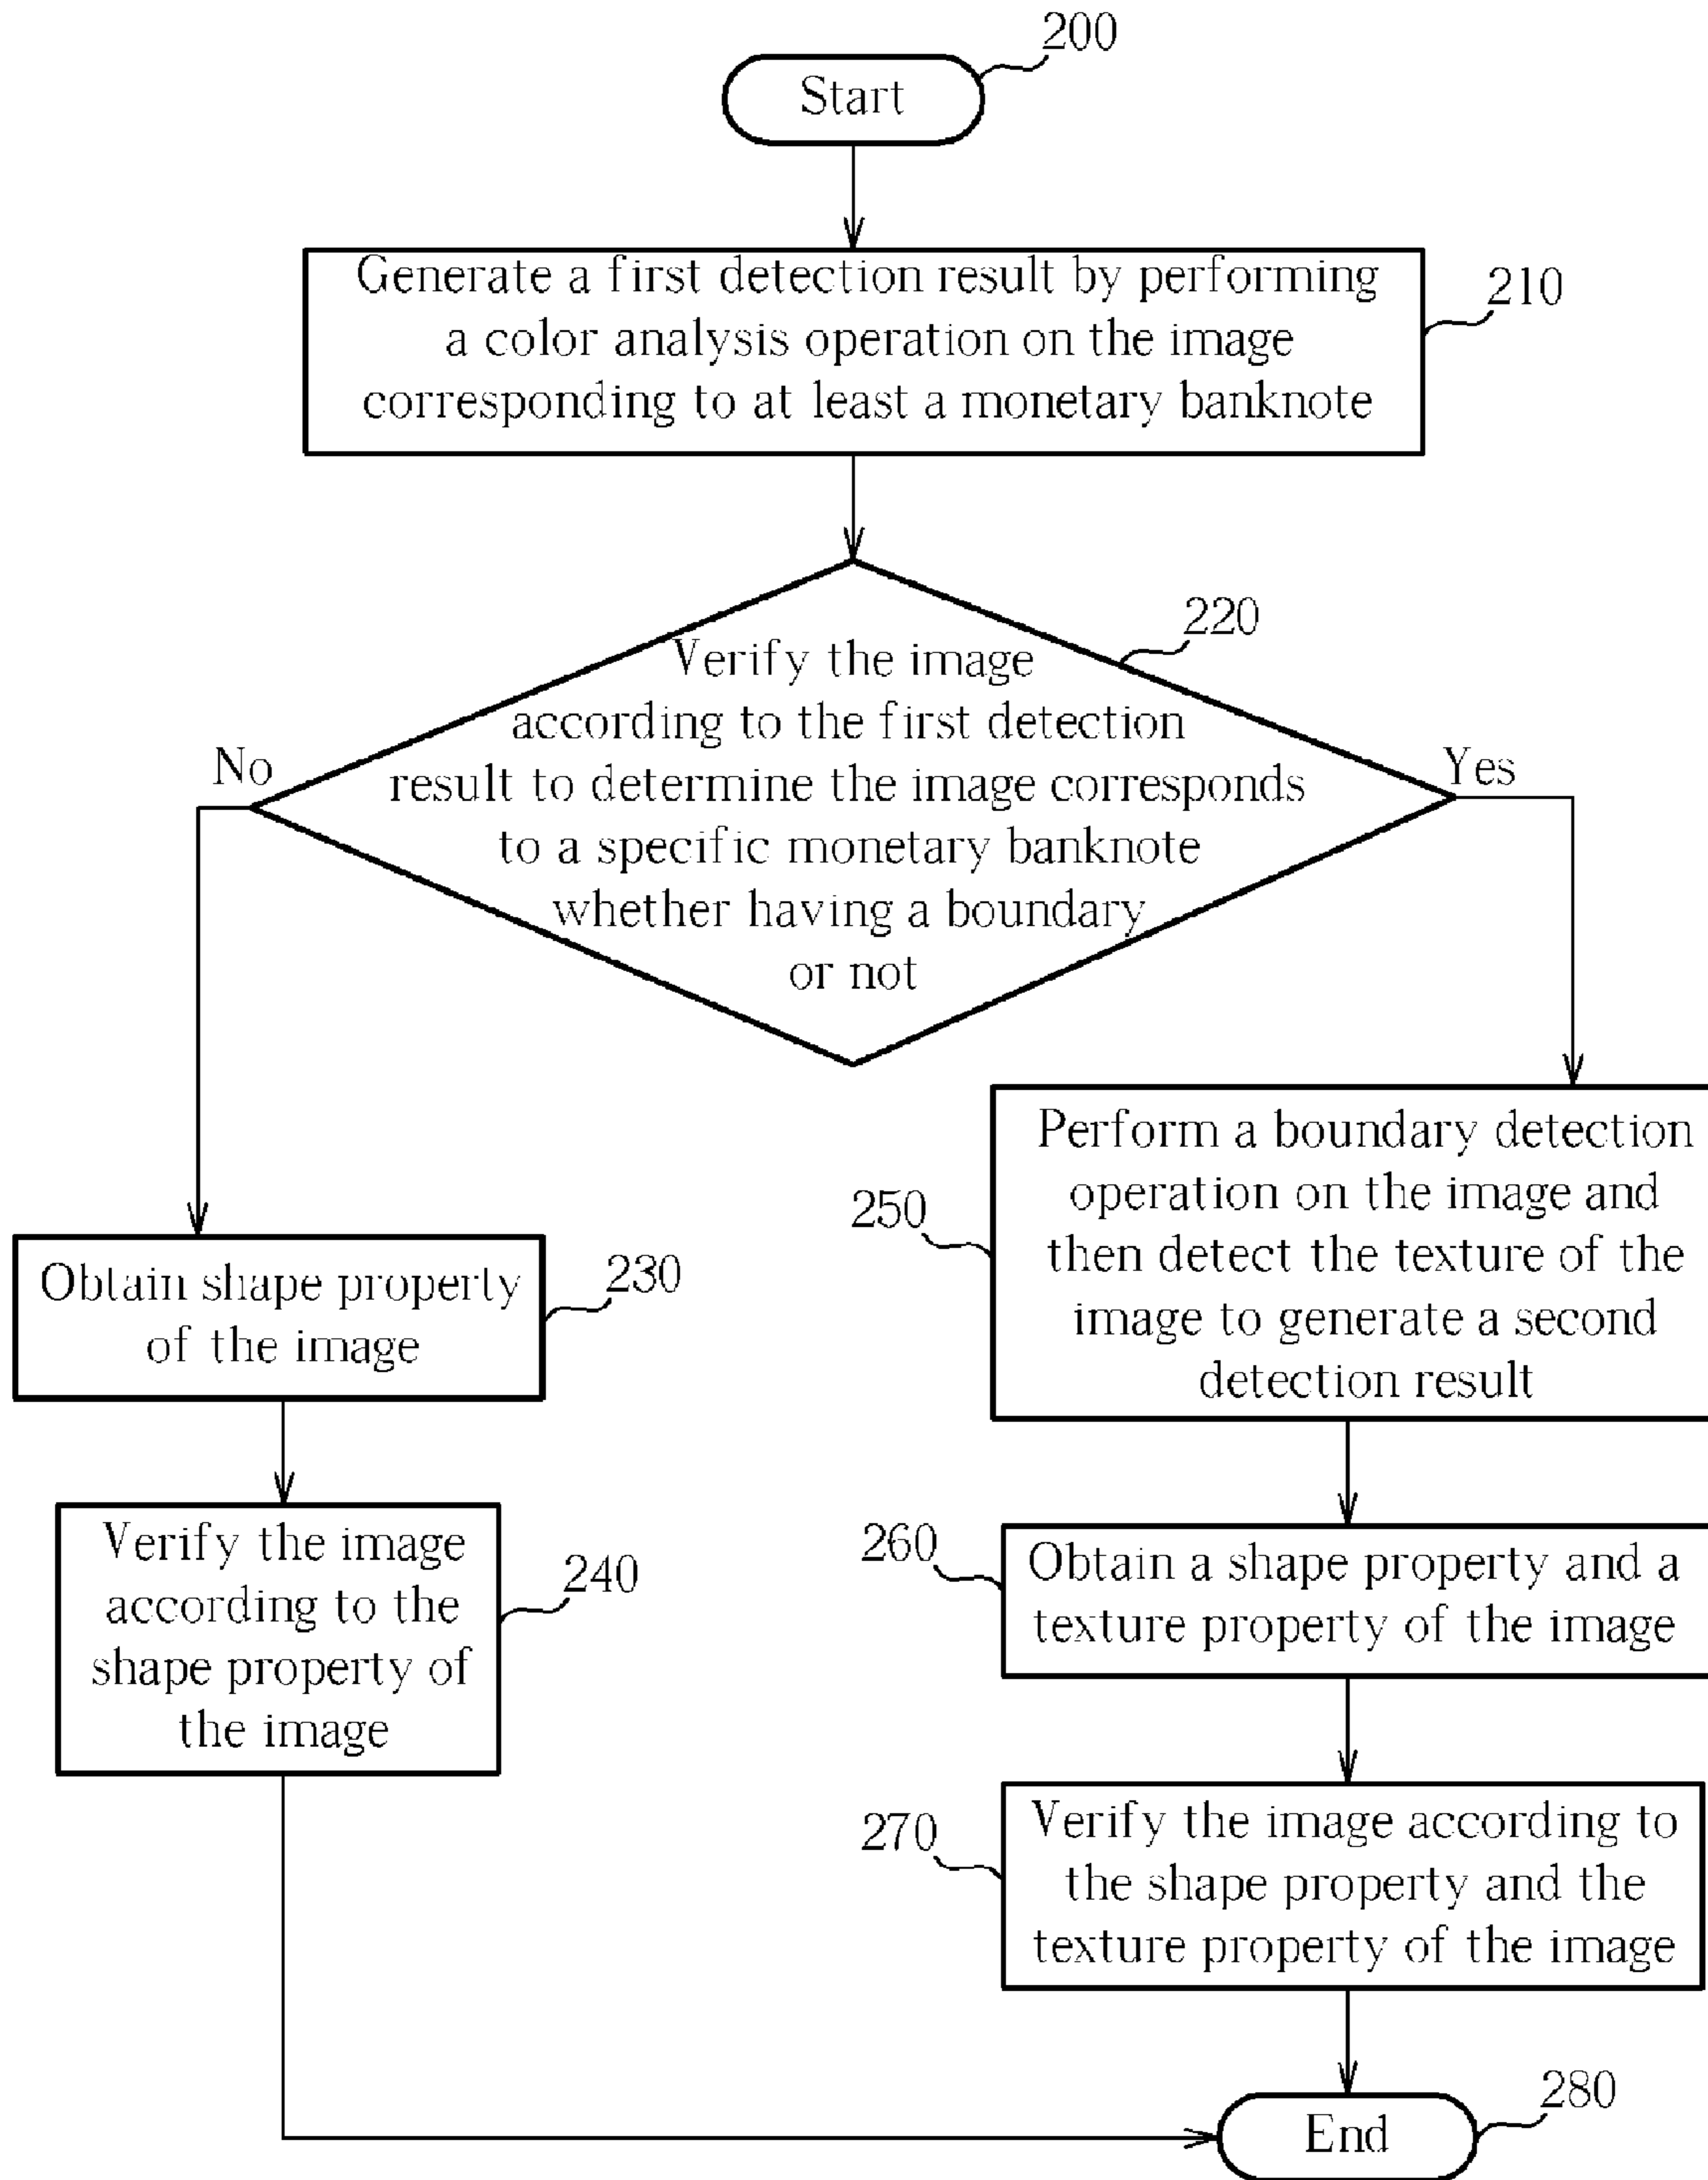 200
Start
Generate a first detection result by performing
a color analysis operation on the image
corresponding to at least a monetary banknote
210
220
Verify the image
according to the first detection
result to determine the image corresponds
to a specific monetary banknote
whether having a boundary
or not
No
Yes
Obtain shape property
of the image
230
Verify the image
according to the
shape property of
the image
240
250
Perform a boundary detection
operation on the image and
then detect the texture of the
image to generate a second
detection result
260
Obtain a shape property and a
texture property of the image
270
Verify the image according to
the shape property and the
texture property of the image
280
End